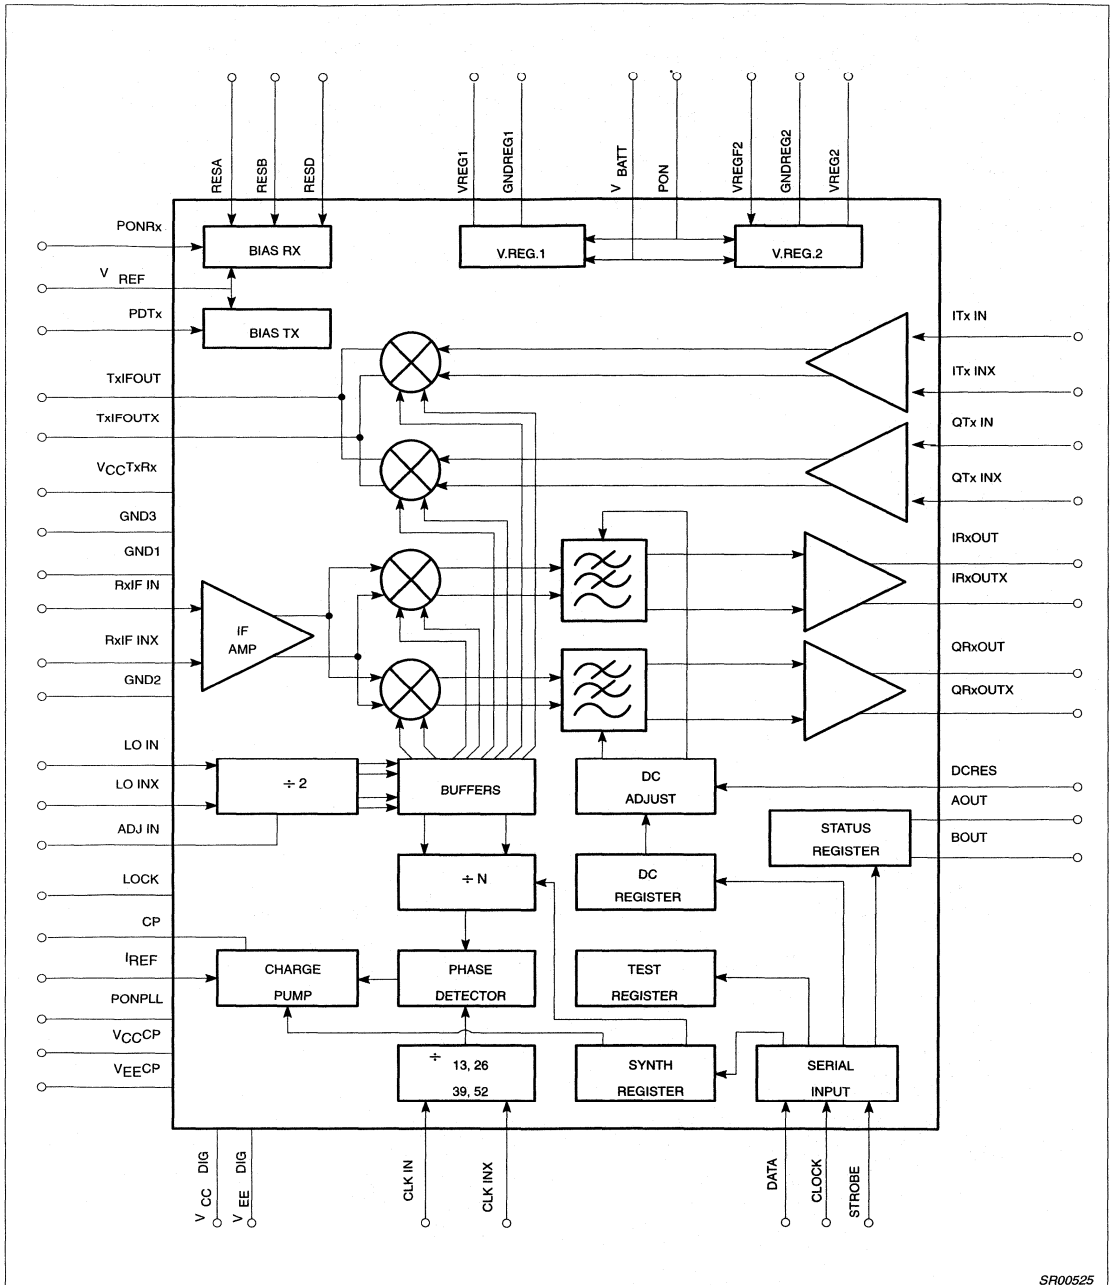 RESA
RESB
RESD
VREG1
GNDREG1
V BATT
PON
VREGF2
GNDREG2
VREG2
PONRx
BIAS RX
V.REG.1
V.REG.2
V REF
PDTx
BIAS TX
ITx IN
ITx INX
TxIFOUT
TxIFOUTX
QTx IN
QTx INX
VCCTxRx
GND3
GND1
RxIF IN
RxIF INX
GND2
IF
AMP
IRxOUT
IRxOUTX
QRxOUT
QRxOUTX
LO IN
LO INX
ADJ IN
÷ 2
BUFFERS
DC
ADJUST
DCRES
AOUT
BOUT
STATUS
REGISTER
LOCK
÷ N
DC
REGISTER
CP
IREF
PONPLL
VCCCP
VEECP
CHARGE
PUMP
PHASE
DETECTOR
TEST
REGISTER
÷ 13, 26
39, 52
SYNTH
REGISTER
SERIAL
INPUT
V CC DIG
V EE DIG
CLK IN
CLK INX
DATA
CLOCK
STROBE
SR00525